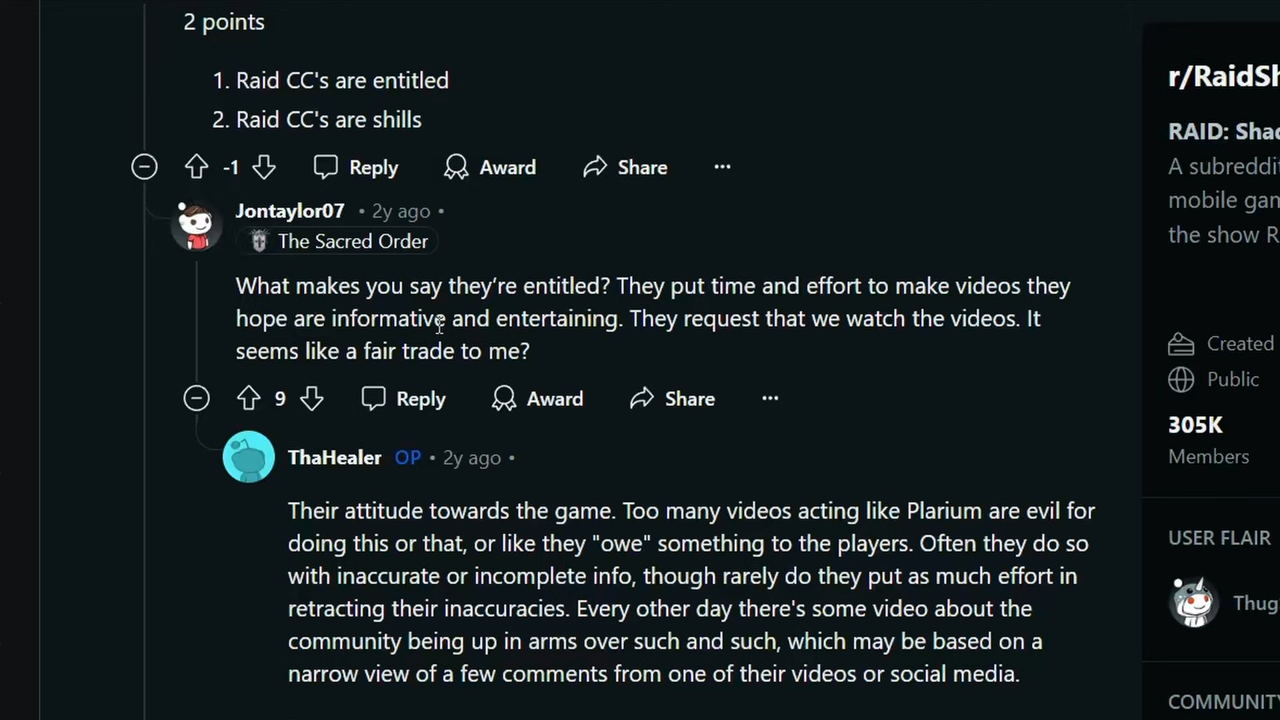 2 points
1. Raid CC's are entitled
2. Raid CC's are shills
-1 Reply Award Share
Jontaylor07 • 2y ago •
The Sacred Order
What makes you say they’re entitled? They put time and effort to make videos they
hope are informative and entertaining. They request that we watch the videos. It
seems like a fair trade to me?
9 Reply Award Share
ThaHealer OP • 2y ago •
Their attitude towards the game. Too many videos acting like Plarium are evil for
doing this or that, or like they "owe" something to the players. Often they do so
with inaccurate or incomplete info, though rarely do they put as much effort in
retracting their inaccuracies. Every other day there's some video about the
community being up in arms over such and such, which may be based on a
narrow view of a few comments from one of their videos or social media.
r/RaidSh
RAID: Shad
A subreddi
mobile gam
the show R
Created
Public
305K
Members
USER FLAIR
Thug
COMMUNITY